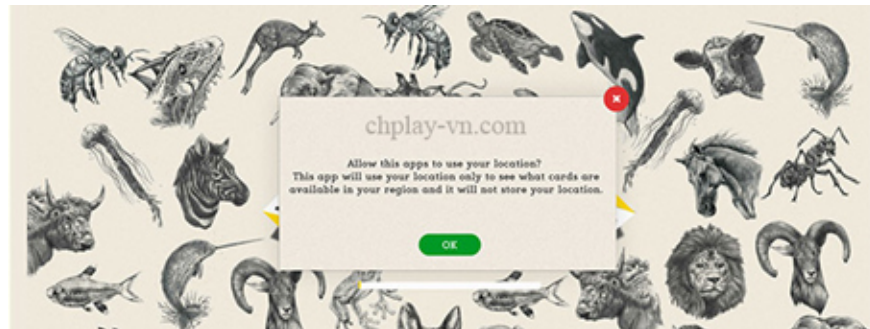 chplay-vn.com
Allow this apps to use your location?
This app will use your location only to see what cards are
available in your region and it will not store your location.
OK